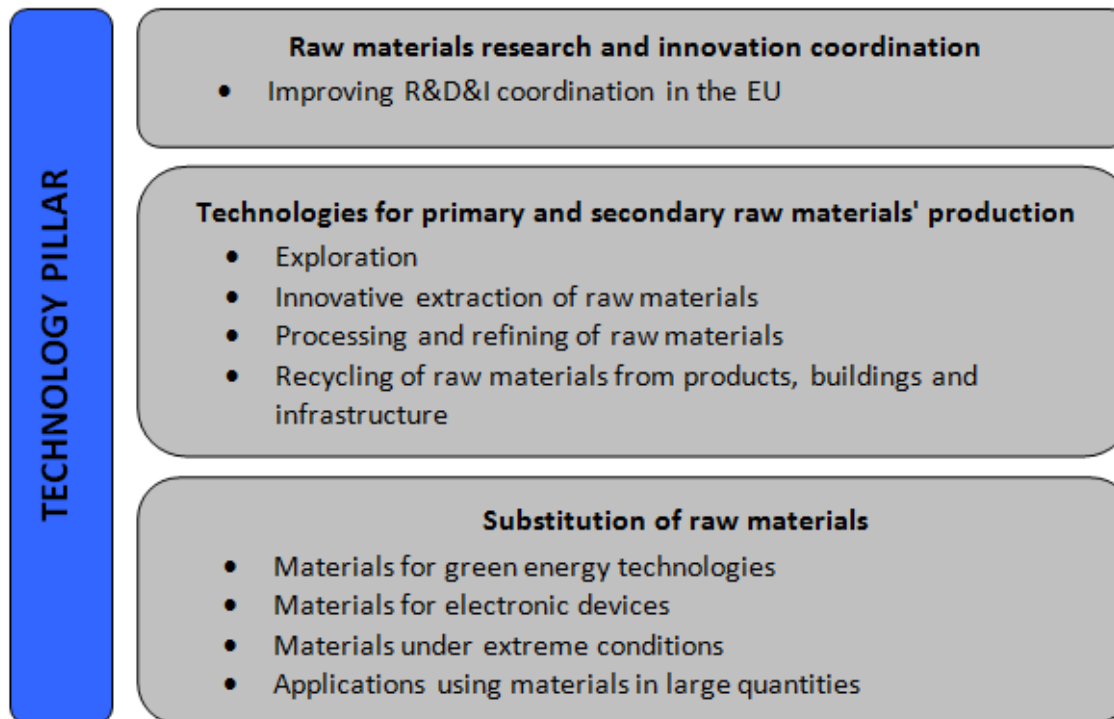 TECHNOLOGY PILLAR
Raw materials research and innovation coordination
• Improving R&D&I coordination in the EU
Technologies for primary and secondary raw materials' production
• Exploration
• Innovative extraction of raw materials
• Processing and refining of raw materials
• Recycling of raw materials from products, buildings and
infrastructure
Substitution of raw materials
• Materials for green energy technologies
• Materials for electronic devices
• Materials under extreme conditions
• Applications using materials in large quantities